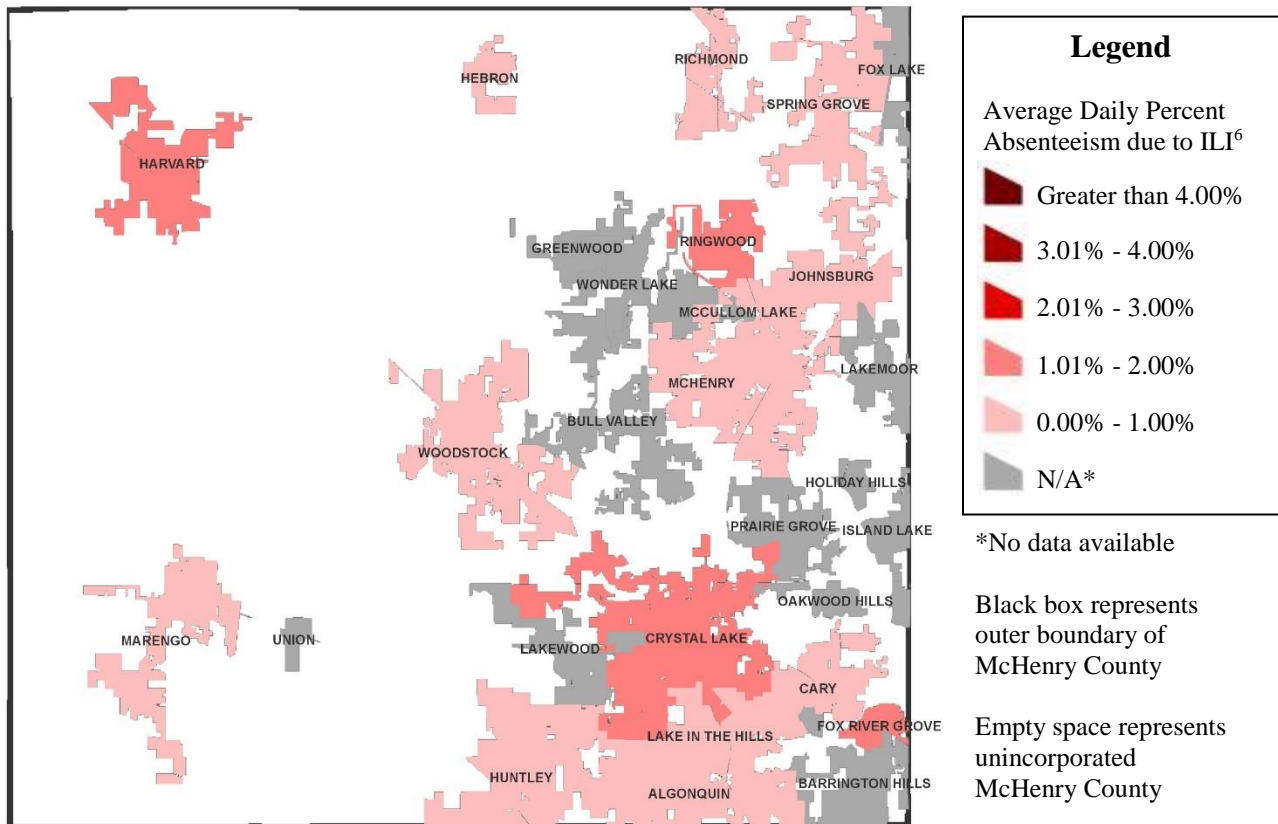 RICHMOND
HEBRON
FOX LAKE
SPRING GROVE
HARVARD
RINGWOOD
GREENWOOD
JOHNSBURG
WONDER LAKE
MCCULLOM LAKE
LAKEMOOR
MCHENRY
BULL VALLEY
WOODSTOCK
HOLIDAY HILLS
PRAIRIE GROVE
ISLAND LAKE
OAKWOOD HILLS
MARENGO
UNION
LAKEWOOD
CRYSTAL LAKE
CARY
FOX RIVER GROVE
LAKE IN THE HILLS
HUNTLEY
BARRINGTON HILLS
ALGONQUIN
Legend
Average Daily Percent
Absenteeism due to ILI⁶
Greater than 4.00%
3.01% - 4.00%
2.01% - 3.00%
1.01% - 2.00%
0.00% - 1.00%
N/A*
*No data available
Black box represents
outer boundary of
McHenry County
Empty space represents
unincorporated
McHenry County